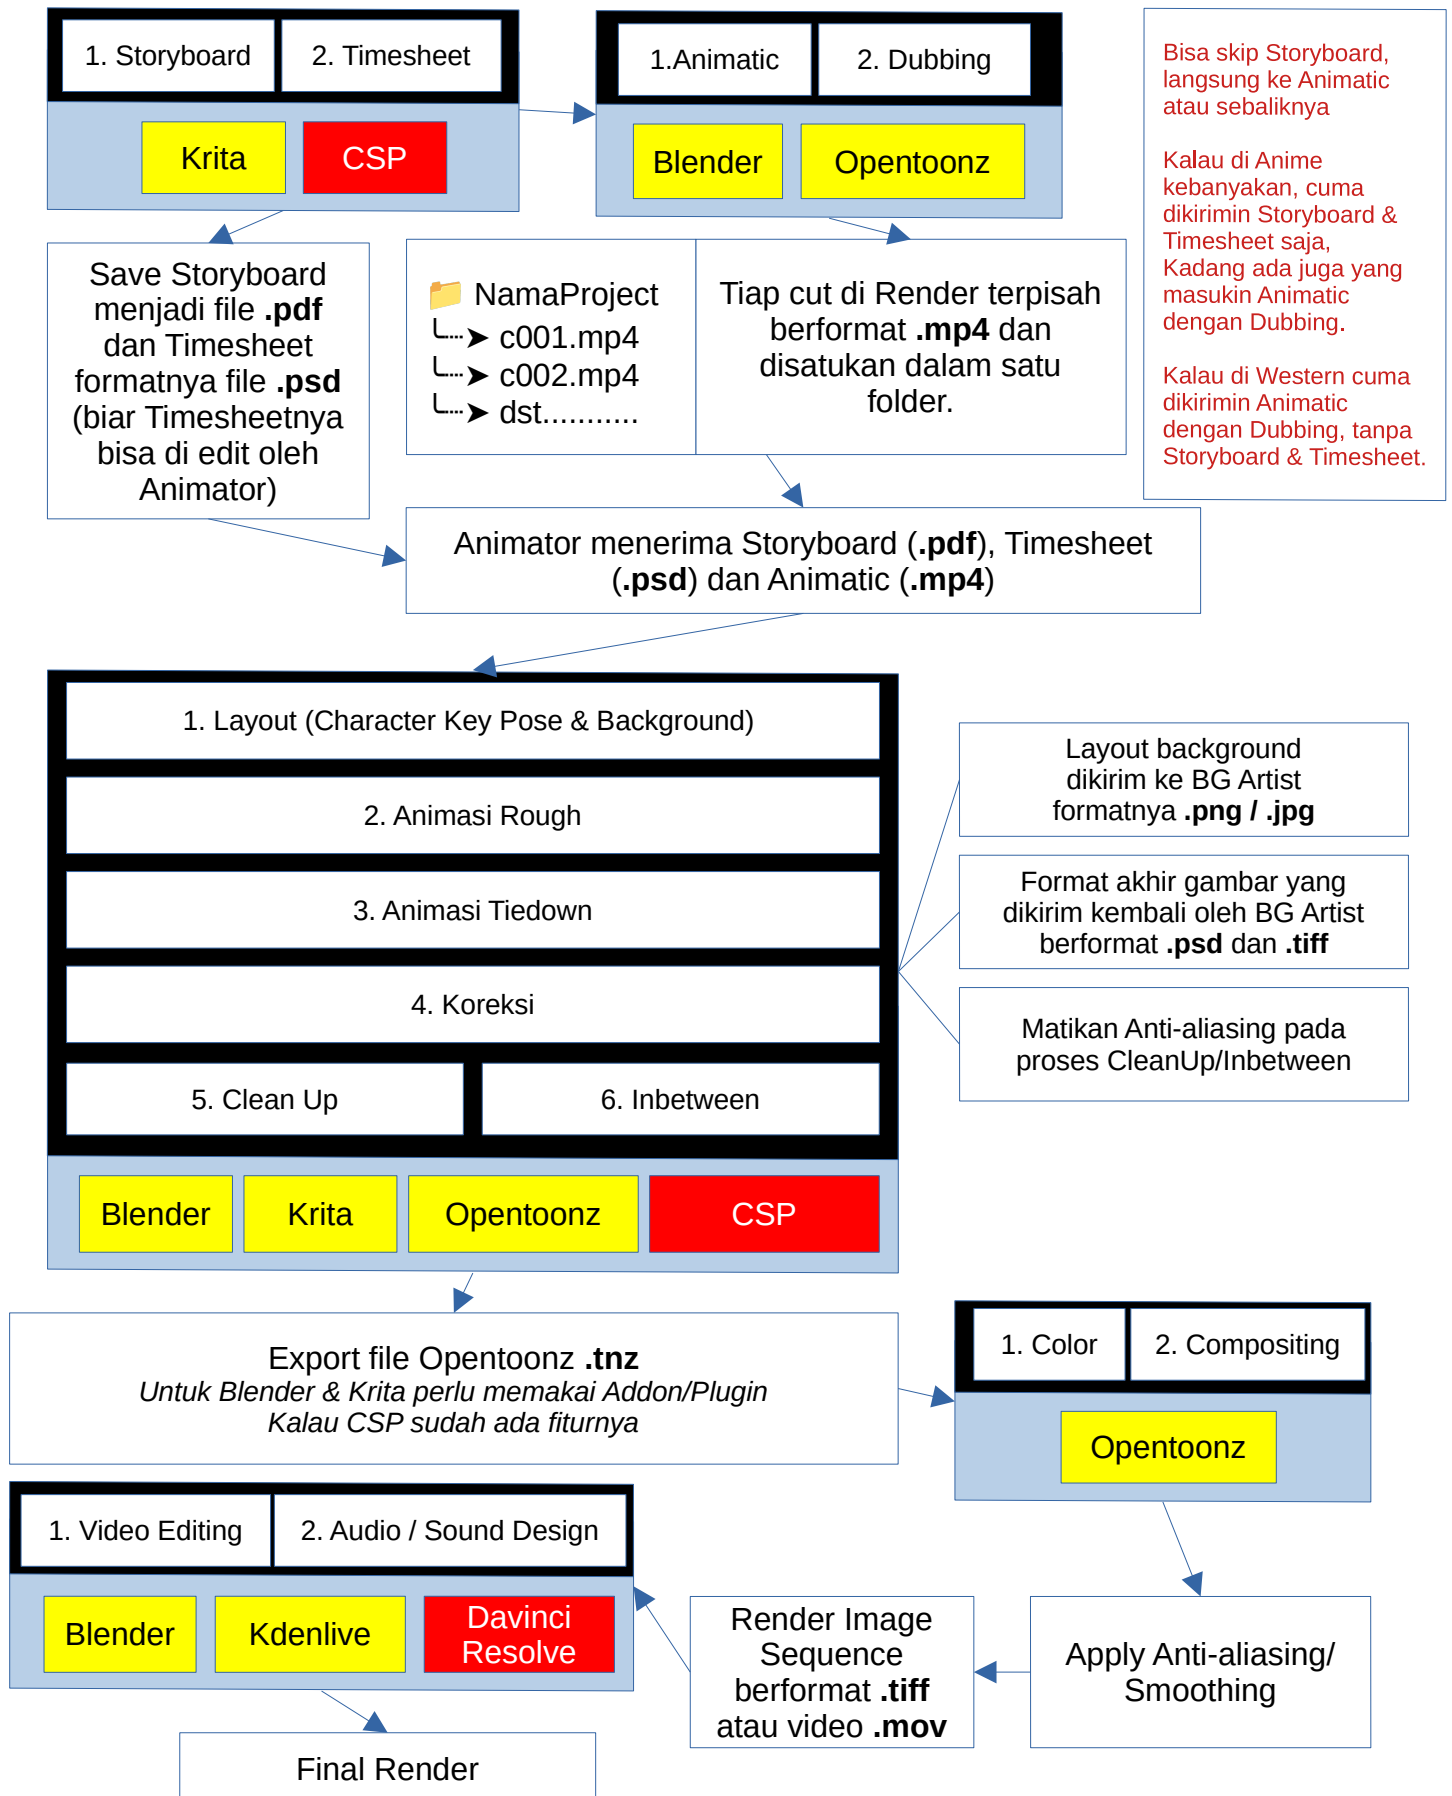 1. Storyboard
2. Timesheet
Krita
CSP
1.Animatic
2. Dubbing
Blender
Opentoonz
Bisa skip Storyboard,
langsung ke Animatic
atau sebaliknya
Kalau di Anime
kebanyakan, cuma
dikirimin Storyboard &
Timesheet saja,
Kadang ada juga yang
masukin Animatic
dengan Dubbing.
Kalau di Western cuma
dikirimin Animatic
dengan Dubbing, tanpa
Storyboard & Timesheet.
Save Storyboard
menjadi file .pdf
dan Timesheet
formatnya file .psd
(biar Timesheetnya
bisa di edit oleh
Animator)
📁 NamaProject
╰┈➤ c001.mp4
╰┈➤ c002.mp4
╰┈➤ dst...........
Tiap cut di Render terpisah
berformat .mp4 dan
disatukan dalam satu
folder.
Animator menerima Storyboard (.pdf), Timesheet
(.psd) dan Animatic (.mp4)
1. Layout (Character Key Pose & Background)
2. Animasi Rough
3. Animasi Tiedown
4. Koreksi
5. Clean Up
6. Inbetween
Blender
Krita
Opentoonz
CSP
Layout background
dikirim ke BG Artist
formatnya .png / .jpg
Format akhir gambar yang
dikirim kembali oleh BG Artist
berformat .psd dan .tiff
Matikan Anti-aliasing pada
proses CleanUp/Inbetween
Export file Opentoonz .tnz
Untuk Blender & Krita perlu memakai Addon/Plugin
Kalau CSP sudah ada fiturnya
1. Color
2. Compositing
Opentoonz
Apply Anti-aliasing/
Smoothing
Render Image
Sequence
berformat .tiff
atau video .mov
1. Video Editing
2. Audio / Sound Design
Blender
Kdenlive
Davinci
Resolve
Final Render